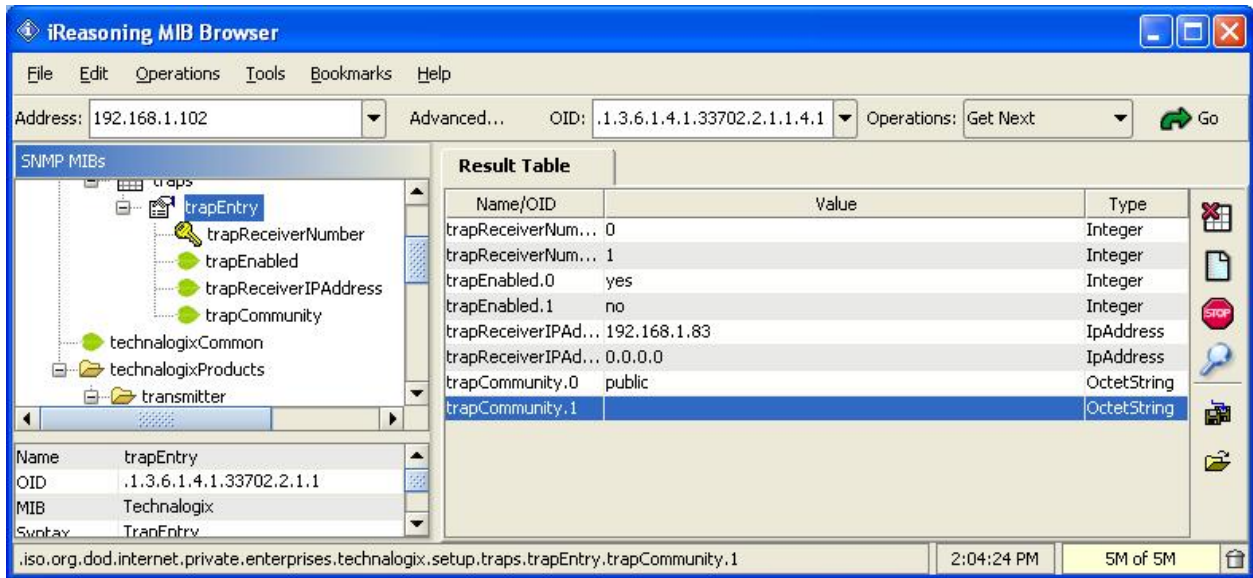 iReasoning MIB Browser
File Edit Operations Tools Bookmarks Help
Address: 192.168.1.102 Advanced... OID: .1.3.6.1.4.1.33702.2.1.1.4.1 Operations: Get Next Go
SNMP MIBs
traps
trapEntry
trapReceiverNumber
trapEnabled
trapReceiverIPAddress
trapCommunity
technalogixCommon
technalogixProducts
transmitter
Name trapEntry
OID .1.3.6.1.4.1.33702.2.1.1
MIB Technalogix
Syntax TrapEntry
Result Table
Name/OID Value Type
trapReceiverNum... 0 Integer
trapReceiverNum... 1 Integer
trapEnabled.0 yes Integer
trapEnabled.1 no Integer
trapReceiverIPAd... 192.168.1.83 IpAddress
trapReceiverIPAd... 0.0.0.0 IpAddress
trapCommunity.0 public OctetString
trapCommunity.1 OctetString
STOP
.iso.org.dod.internet.private.enterprises.technalogix.setup.traps.trapEntry.trapCommunity.1 2:04:24 PM 5M of 5M